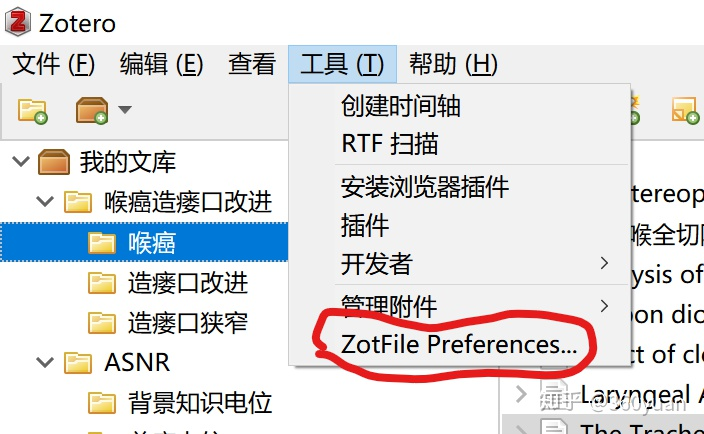 Zotero
文件 (F) 编辑 (E) 查看 工具 (T) 帮助 (H)
创建时间轴
RTF 扫描
安装浏览器插件
插件
开发者
管理附件
ZotFile Preferences...
我的文库
喉癌造瘘口改进
喉癌
造瘘口改进
造瘘口狭窄
ASNR
背景知识电位
tereop
喉全切除
ysis of
bon dio
ct of cl
Laryngeal A
The Trache
知乎 @360yuan